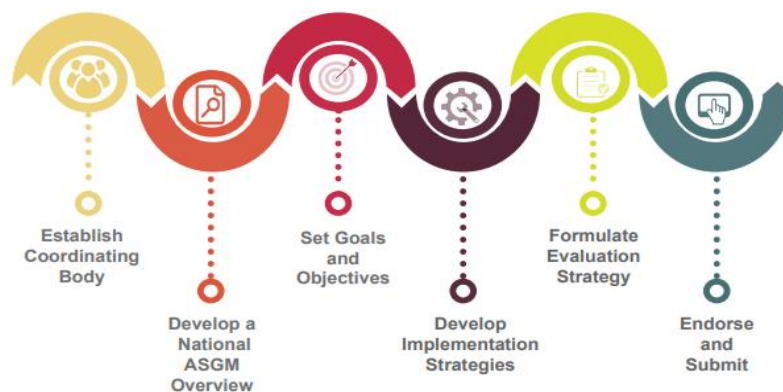 Establish
Coordinating
Body
Develop a
National
ASGM
Overview
Set Goals
and
Objectives
Develop
Implementation
Strategies
Formulate
Evaluation
Strategy
Endorse
and
Submit